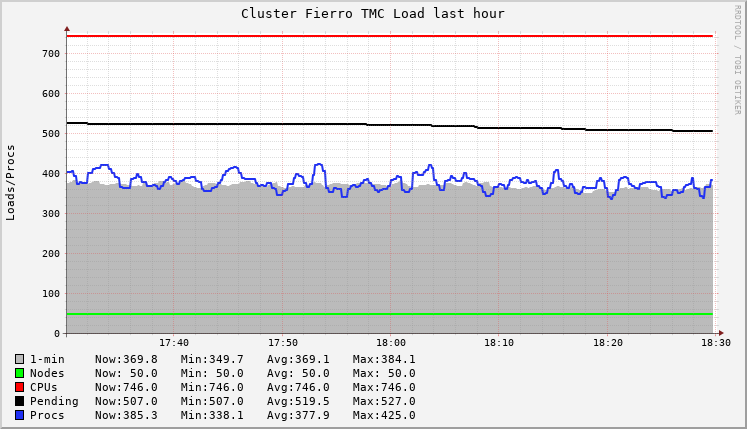 Cluster Fierro TMC Load last hour
RRDTOOL / TOBI OETIKER
Loads/Procs
700
600
500
400
300
200
100
0
17:40 17:50 18:00 18:10 18:20 18:30
1-min Now:369.8 Min:349.7 Avg:369.1 Max:384.1
Nodes Now: 50.0 Min: 50.0 Avg: 50.0 Max: 50.0
CPUs Now:746.0 Min:746.0 Avg:746.0 Max:746.0
Pending Now:507.0 Min:507.0 Avg:519.5 Max:527.0
Procs Now:385.3 Min:338.1 Avg:377.9 Max:425.0